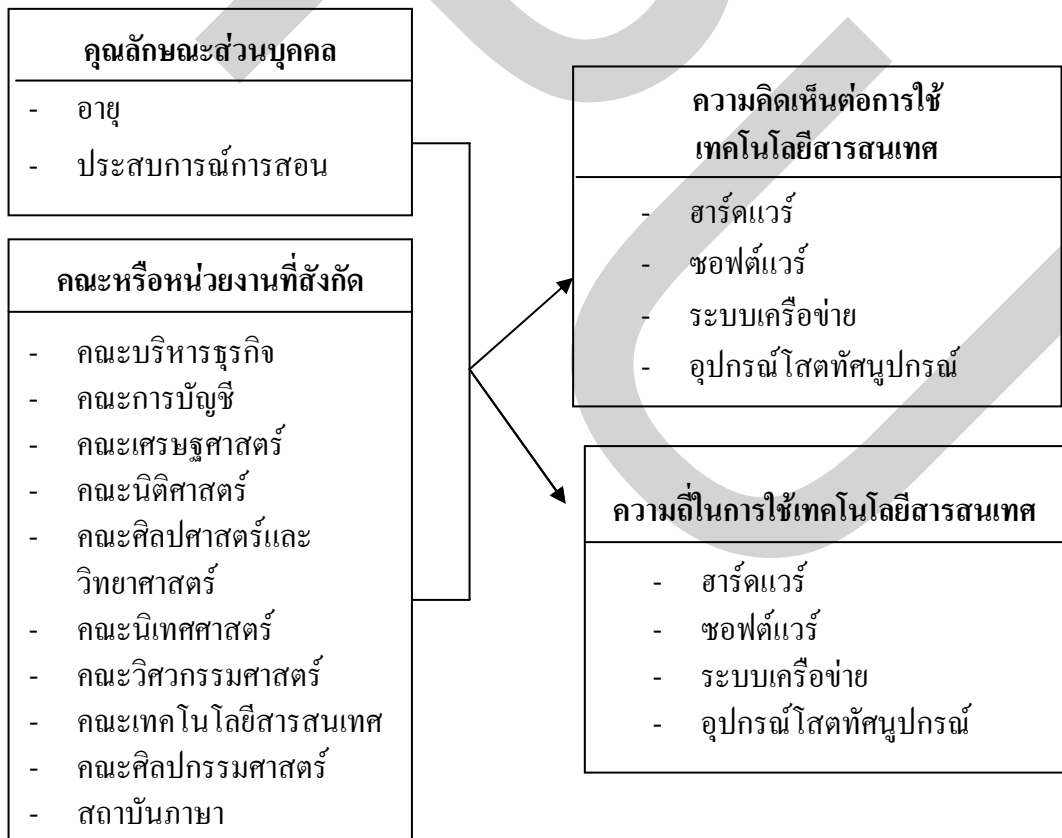 คุณลักษณะส่วนบุคคล
- อายุ
- ประสบการณ์การสอน
คณะหรือหน่วยงานที่สังกัด
- คณะบริหารธุรกิจ
- คณะการบัญชี
- คณะเศรษฐศาสตร์
- คณะนิติศาสตร์
- คณะศิลปศาสตร์และ
วิทยาศาสตร์
- คณะนิเทศศาสตร์
- คณะวิศวกรรมศาสตร์
- คณะเทคโนโลยีสารสนเทศ
- คณะศิลปกรรมศาสตร์
- สถาบันภาษา
ความคิดเห็นต่อการใช้
เทคโนโลยีสารสนเทศ
- ฮาร์ดแวร์
- ซอฟต์แวร์
- ระบบเครือข่าย
- อุปกรณ์โสตทัศนูปกรณ์
ความถี่ในการใช้เทคโนโลยีสารสนเทศ
- ฮาร์ดแวร์
- ซอฟต์แวร์
- ระบบเครือข่าย
- อุปกรณ์โสตทัศนูปกรณ์